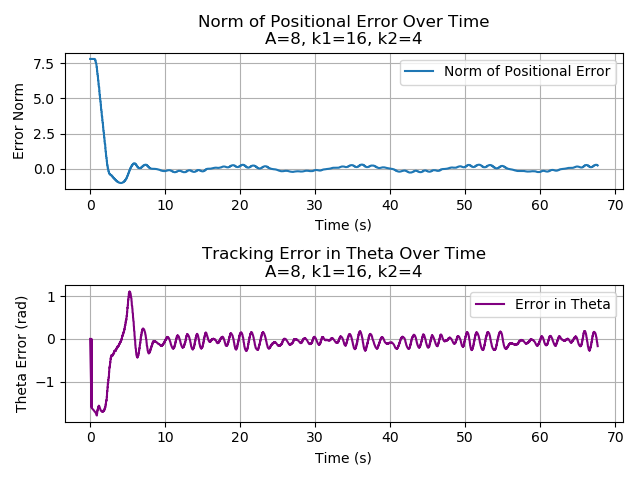 Norm of Positional Error Over Time
A=8, k1=16, k2=4
Error Norm
7.5
5.0
2.5
0.0
Norm of Positional Error
0 10 20 30 40 50 60 70
Time (s)
Tracking Error in Theta Over Time
A=8, k1=16, k2=4
Theta Error (rad)
1
0
−1
Error in Theta
0 10 20 30 40 50 60 70
Time (s)